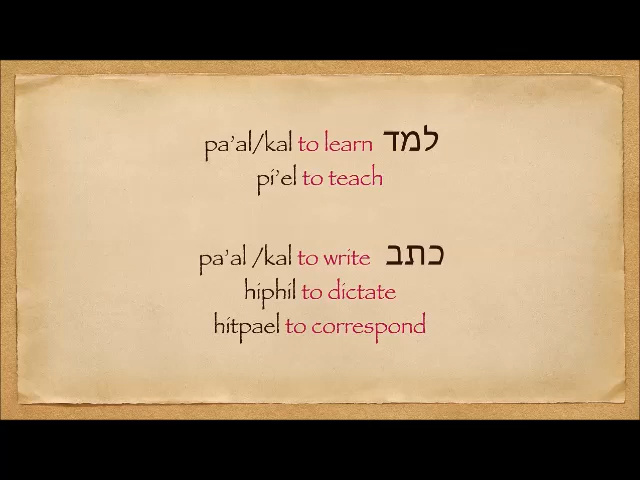 pa'al/kal to learn למד
pi'el to teach
pa'al /kal to write כתב
hiphil to dictate
hitpael to correspond